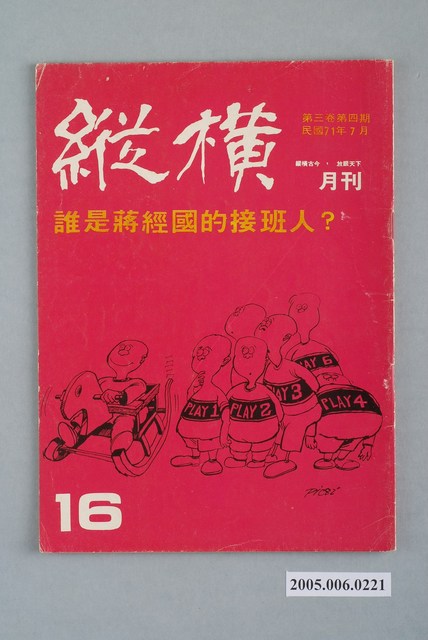 縱橫
第三卷第四期
民國71年7月
縱橫古今・放眼天下
月刊
誰是蔣經國的接班人？
PLAY 1
PLAY 2
PLAY 3
PLAY 4
PLAY 6
16
2005.006.0221